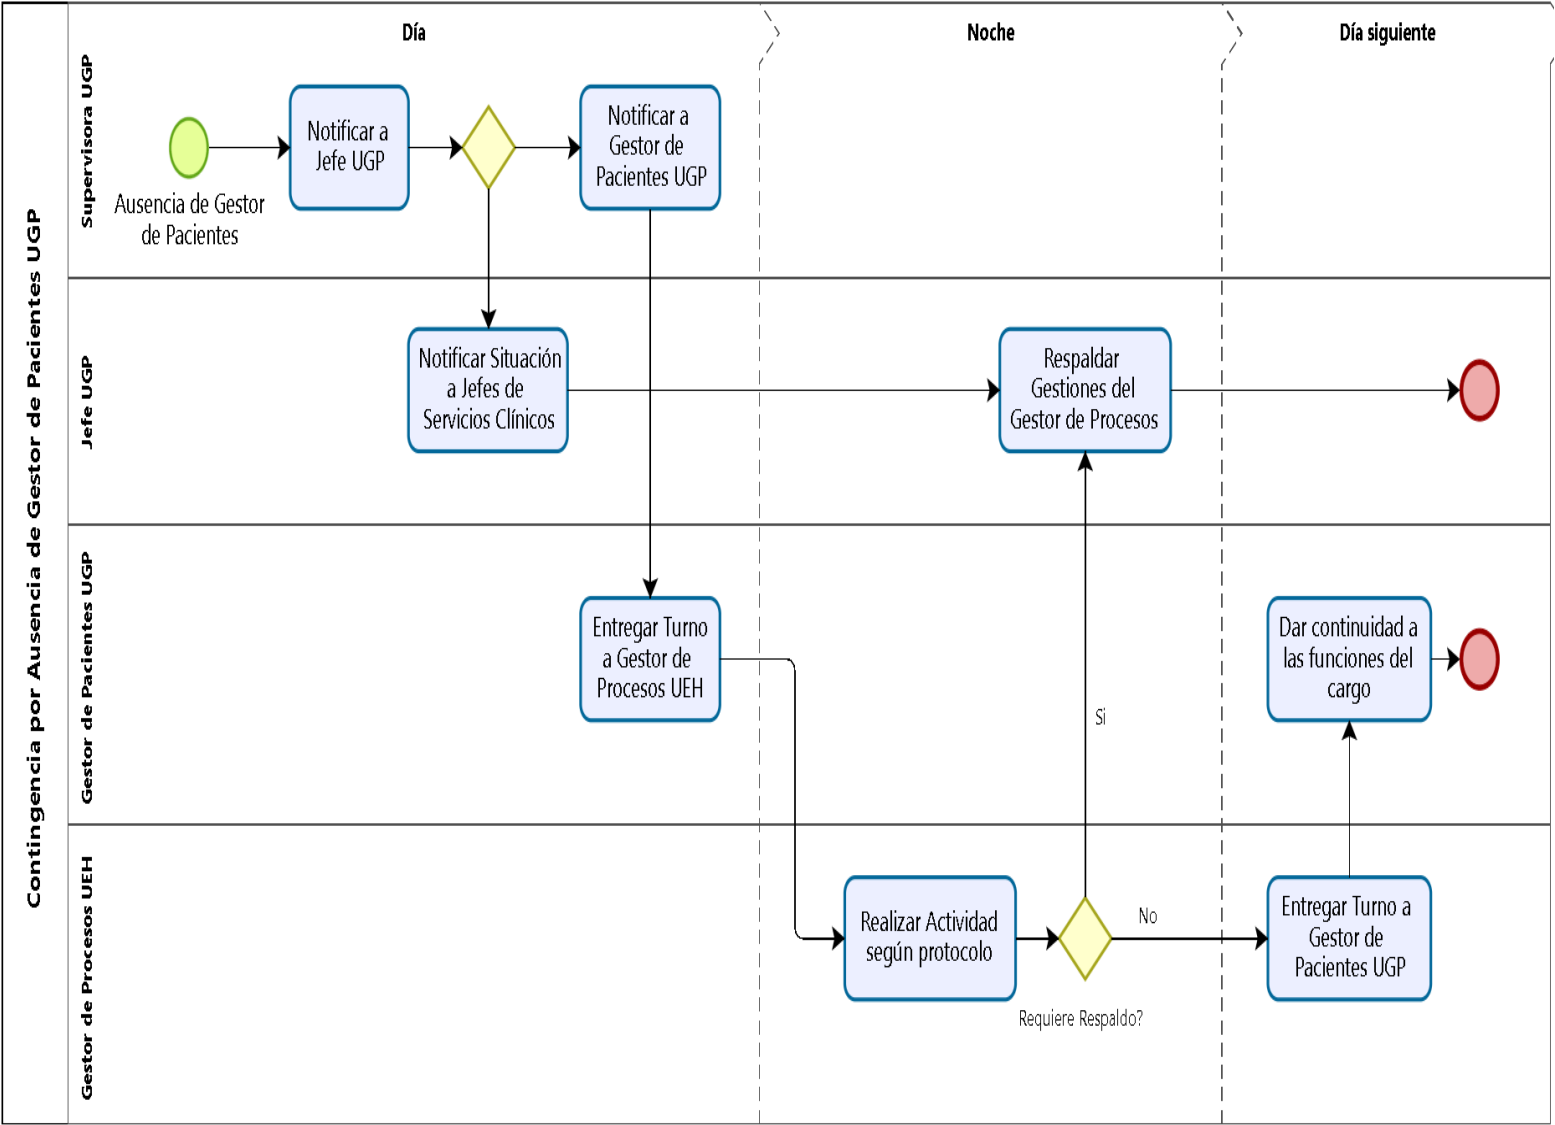 Contingencia por Ausencia de Gestor de Pacientes UGP
Día
Noche
Día siguiente
Supervisora UGP
Ausencia de Gestor
de Pacientes
Notificar a
Jefe UGP
Notificar a
Gestor de
Pacientes UGP
Jefe UGP
Notificar Situación
a Jefes de
Servicios Clínicos
Respaldar
Gestiones del
Gestor de Procesos
Gestor de Pacientes UGP
Entregar Turno
a Gestor de
Procesos UEH
Si
Dar continuidad a
las funciones del
cargo
Gestor de Procesos UEH
Realizar Actividad
según protocolo
Requiere Respaldo?
No
Entregar Turno a
Gestor de
Pacientes UGP